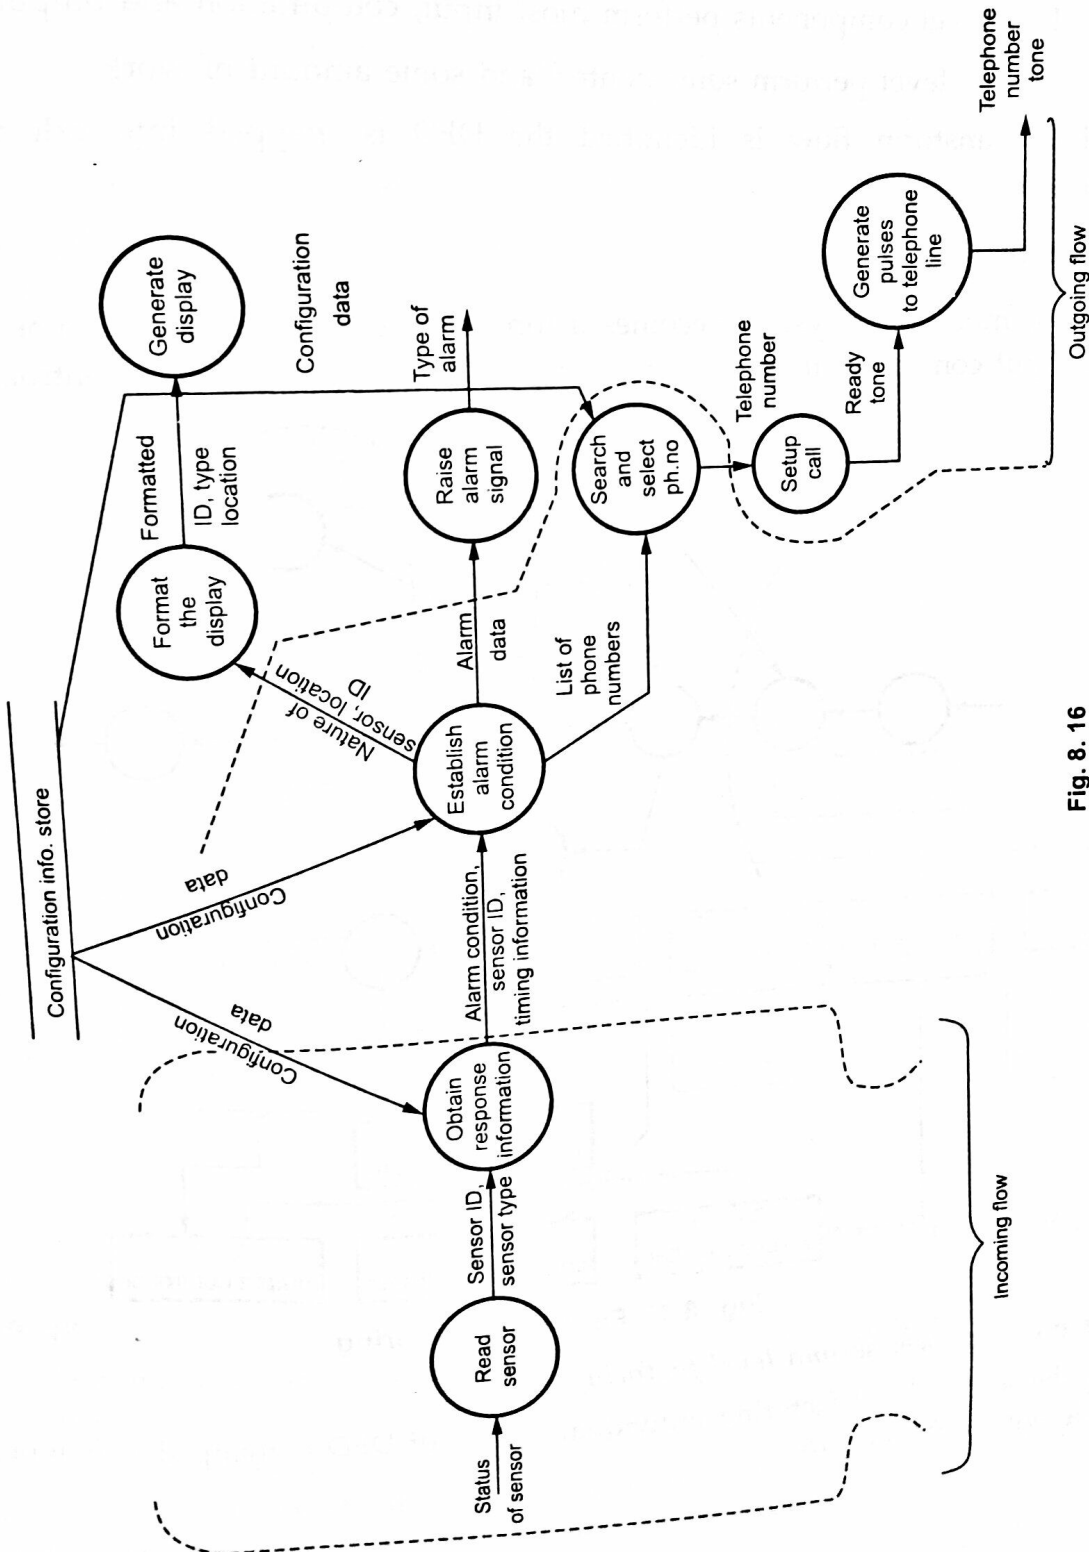 Configuration info. store
Configuration
data
Configuration
data
Configuration
data
Status
of sensor
Read
sensor
Sensor ID,
sensor type
Obtain
response
information
Alarm condition,
sensor ID,
timing information
Establish
alarm
condition
Nature of
sensor, location
ID
Format
the
display
Formatted
ID, type
location
Generate
display
Alarm
data
Raise
alarm
signal
Type of
alarm
List of
phone
numbers
Search
and
select
ph.no
Telephone
number
Setup
call
Ready
tone
Generate
pulses
to telephone
line
Telephone
number
tone
Incoming flow
Outgoing flow
Fig. 8. 16